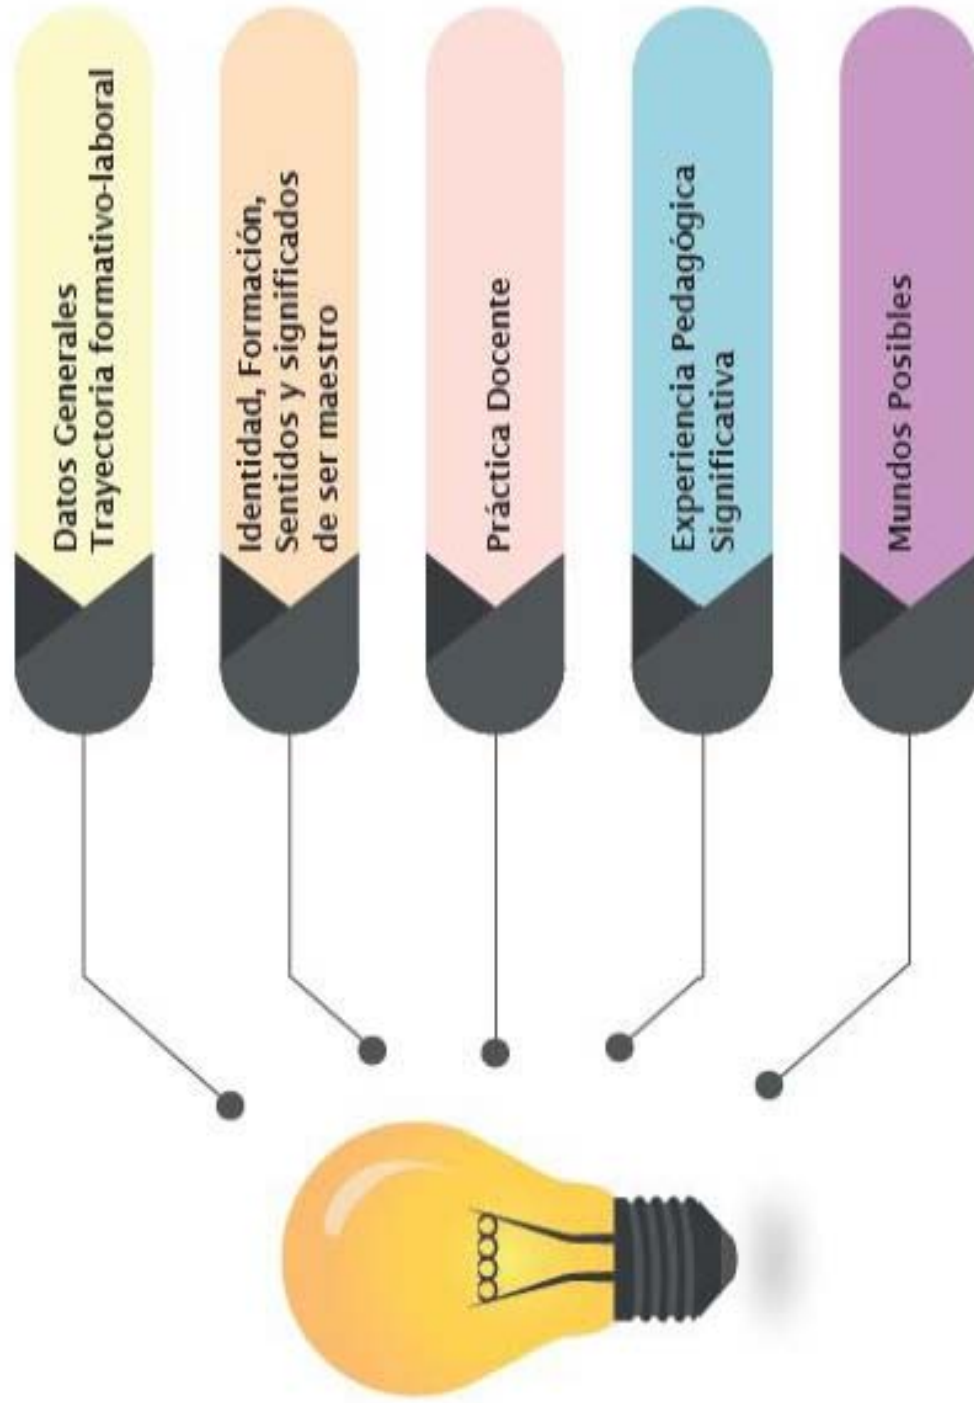 Datos Generales
Trayectoria formativo-laboral
Identidad, Formación,
Sentidos y significados
de ser maestro
Práctica Docente
Experiencia Pedagógica
Significativa
Mundos Posibles